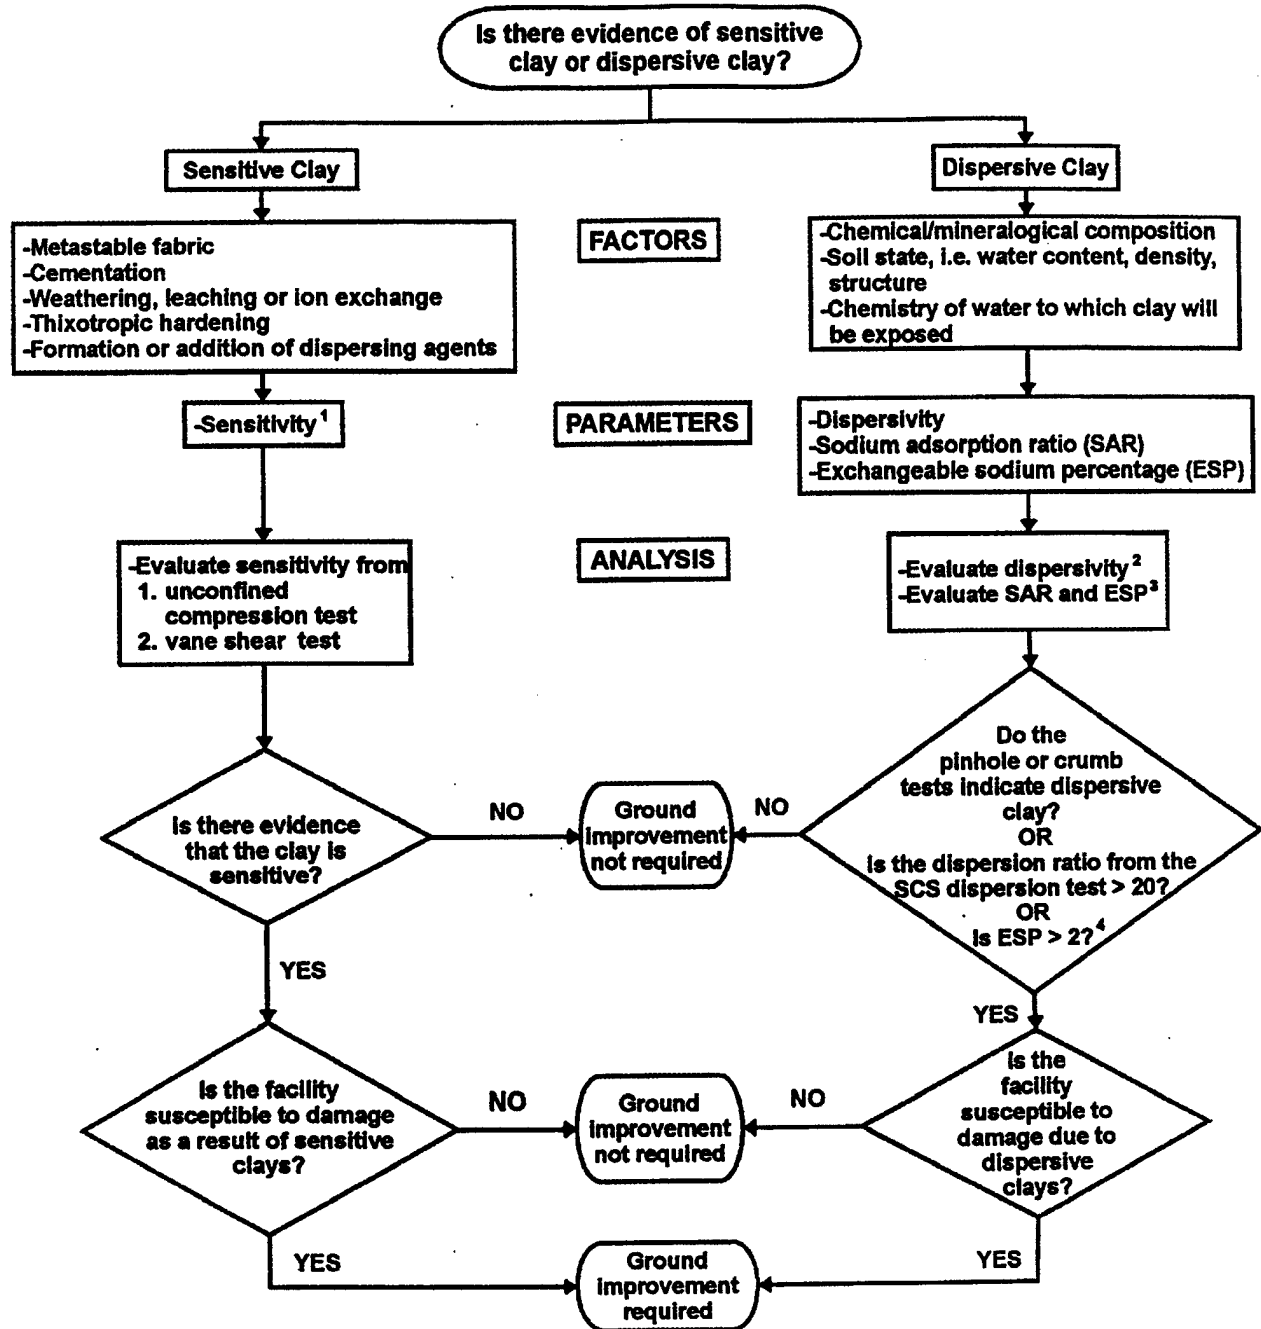 Is there evidence of sensitive
clay or dispersive clay?
Sensitive Clay
Dispersive Clay
-Metastable fabric
-Cementation
-Weathering, leaching or ion exchange
-Thixotropic hardening
-Formation or addition of dispersing agents
FACTORS
-Chemical/mineralogical composition
-Soil state, i.e. water content, density,
structure
-Chemistry of water to which clay will
be exposed
-Sensitivity¹
PARAMETERS
-Dispersivity
-Sodium adsorption ratio (SAR)
-Exchangeable sodium percentage (ESP)
-Evaluate sensitivity from
1. unconfined
compression test
2. vane shear test
ANALYSIS
-Evaluate dispersivity²
-Evaluate SAR and ESP³
Is there evidence
that the clay is
sensitive?
NO
Ground
improvement
not required
NO
Do the
pinhole or crumb
tests indicate dispersive
clay?
OR
Is the dispersion ratio from the
SCS dispersion test > 20?
OR
Is ESP > 2?⁴
YES
YES
Is the facility
susceptible to damage
as a result of sensitive
clays?
NO
Ground
improvement
not required
NO
Is the
facility
susceptible to
damage due to
dispersive
clays?
YES
Ground
improvement
required
YES